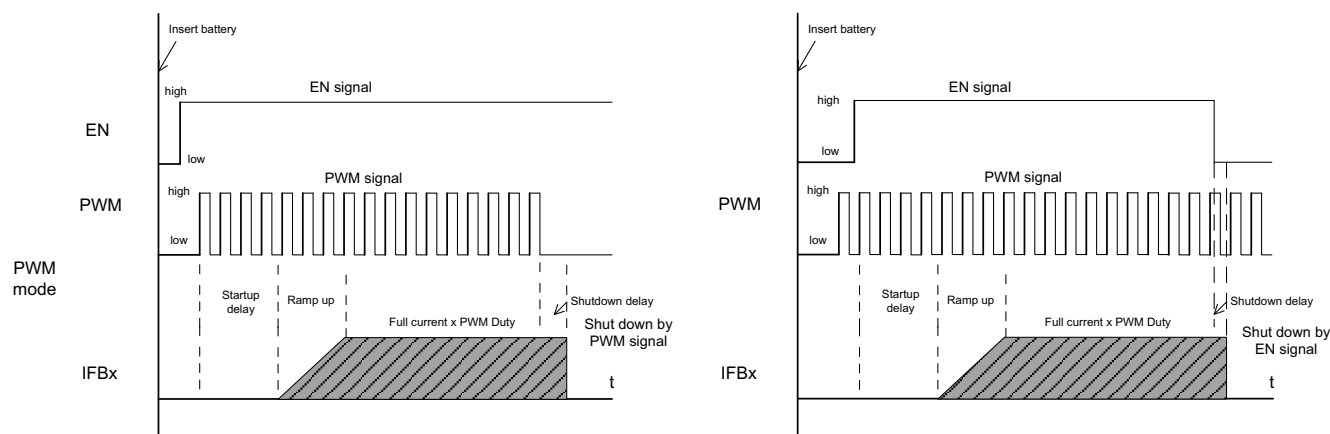 Insert battery
EN signal
high
EN
low
PWM signal
high
PWM
low
PWM
mode
Startup
delay
Ramp up
Shutdown delay
Full current x PWM Duty
Shut down by
PWM signal
IFBx
t
Insert battery
EN signal
high
low
PWM signal
high
PWM
low
Startup
delay
Ramp up
Shutdown delay
Full current x PWM Duty
Shut down by
EN signal
IFBx
t